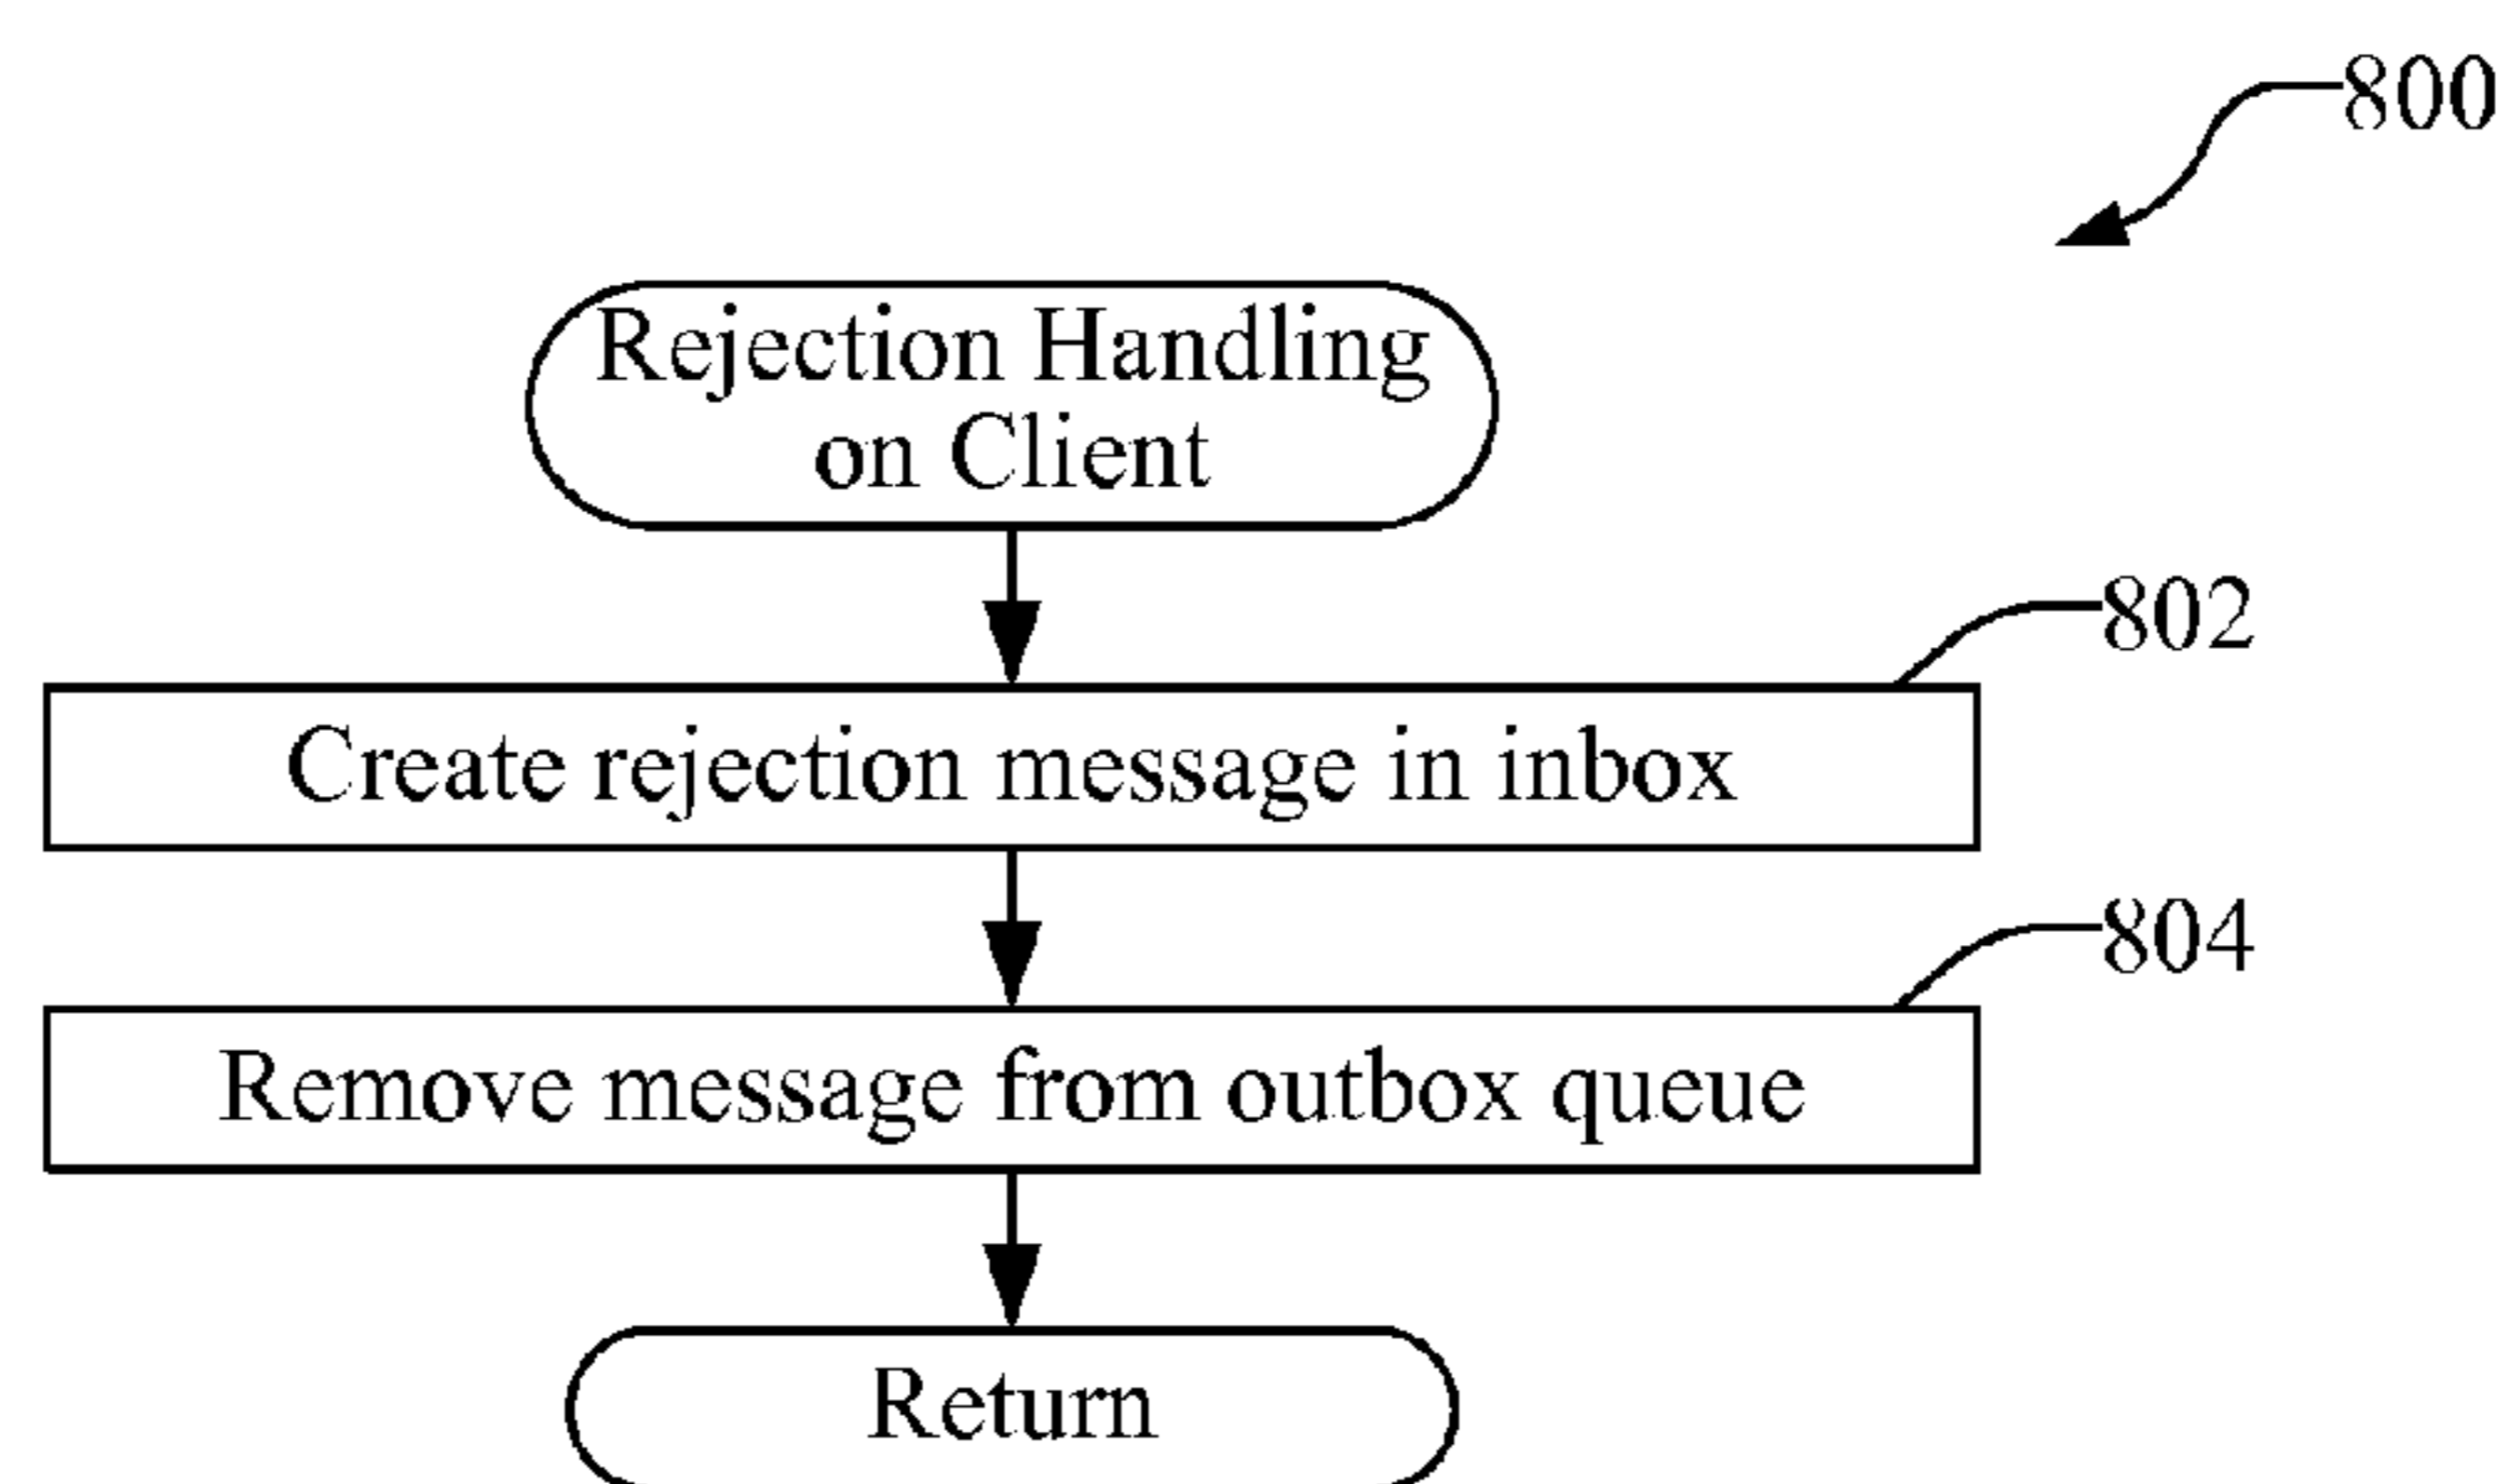 800
Rejection Handling
on Client
802
Create rejection message in inbox
804
Remove message from outbox queue
Return